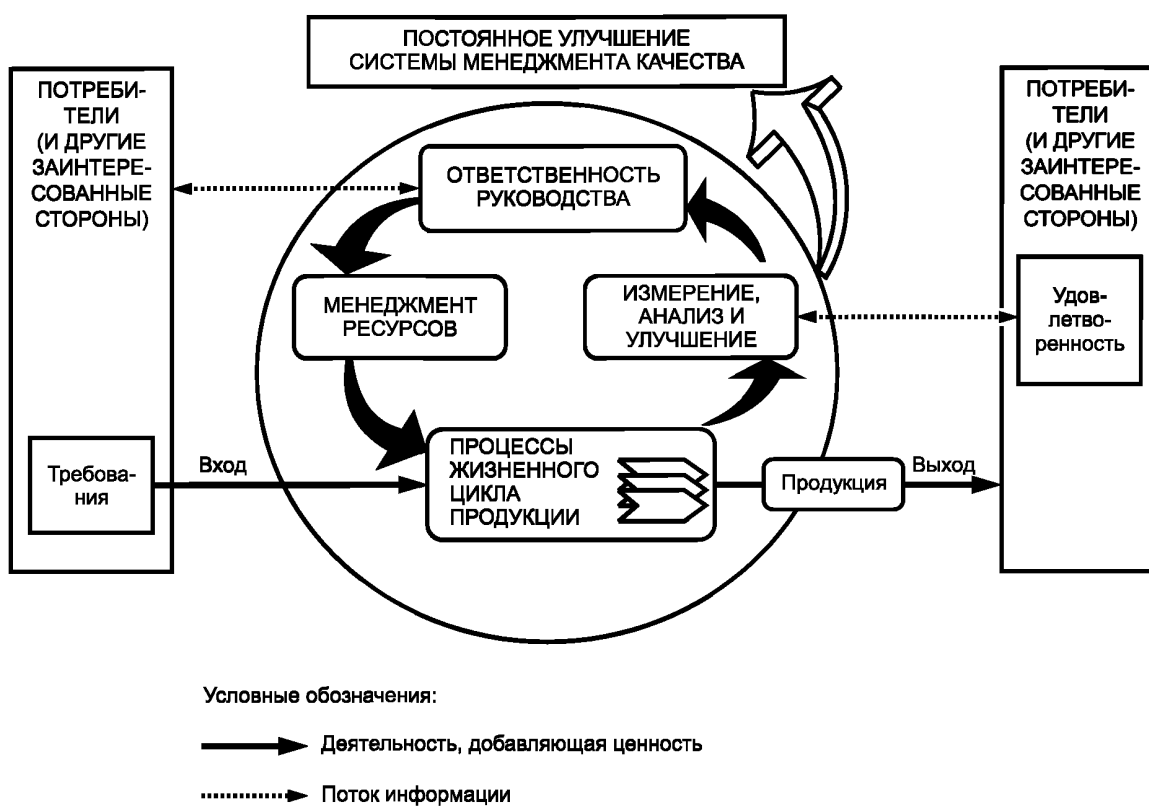 ПОСТОЯННОЕ УЛУЧШЕНИЕ
СИСТЕМЫ МЕНЕДЖМЕНТА КАЧЕСТВА
ПОТРЕБИ-
ТЕЛИ
(И ДРУГИЕ
ЗАИНТЕРЕ-
СОВАННЫЕ
СТОРОНЫ)
ПОТРЕБИ-
ТЕЛИ
(И ДРУГИЕ
ЗАИНТЕРЕ-
СОВАННЫЕ
СТОРОНЫ)
ОТВЕТСТВЕННОСТЬ
РУКОВОДСТВА
МЕНЕДЖМЕНТ
РЕСУРСОВ
ИЗМЕРЕНИЕ,
АНАЛИЗ И
УЛУЧШЕНИЕ
Удов-
летво-
ренность
Требова-
ния
Вход
ПРОЦЕССЫ
ЖИЗНЕННОГО
ЦИКЛА
ПРОДУКЦИИ
Продукция
Выход
Условные обозначения:
Деятельность, добавляющая ценность
Поток информации